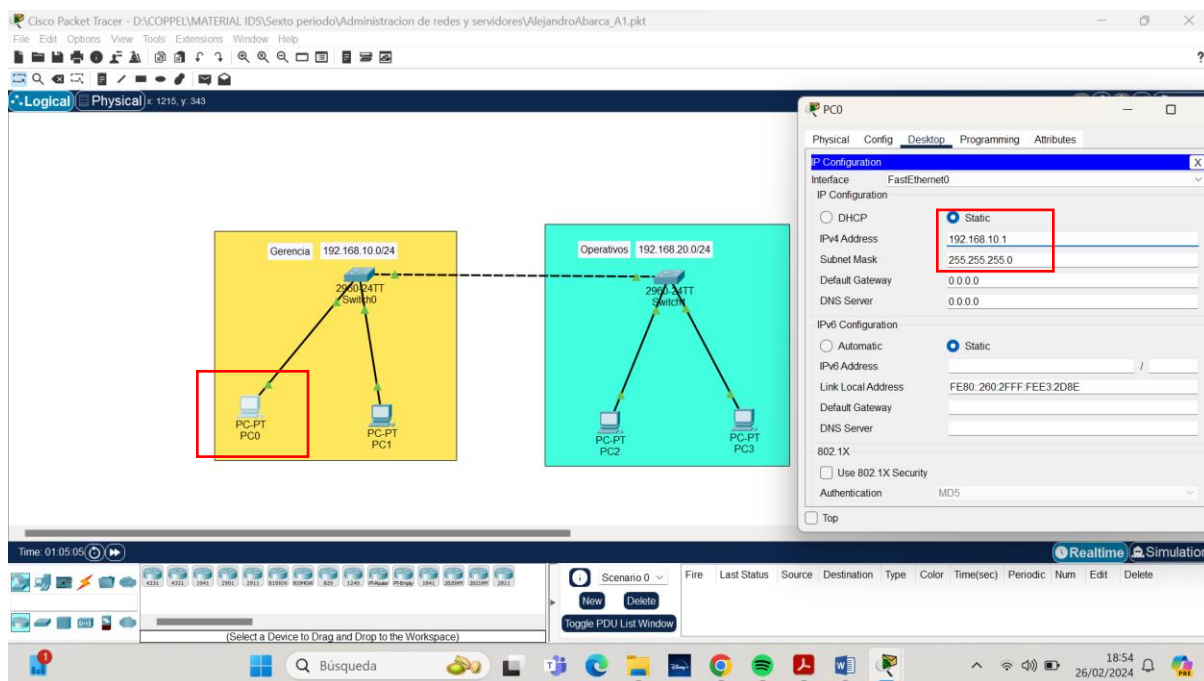 Cisco Packet Tracer - D:\COPPEL\MATERIAL IDS\Sexto periodo\Administracion de redes y servidores\AlejandroAbarca_A1.pkt
File Edit Options View Tools Extensions Window Help
?
Logical Physical x: 1215, y: 343
Gerencia 192.168.10.0/24
2960-24TT
Switch0
PC-PT
PC0
PC-PT
PC1
Operativos 192.168.20.0/24
2960-24TT
Switch1
PC-PT
PC2
PC-PT
PC3
PC0
Physical Config Desktop Programming Attributes
IP Configuration X
Interface FastEthernet0
IP Configuration
DHCP Static
IPv4 Address 192.168.10.1
Subnet Mask 255.255.255.0
Default Gateway 0.0.0.0
DNS Server 0.0.0.0
IPv6 Configuration
Automatic Static
IPv6 Address /
Link Local Address FE80::260:2FFF:FEE3:2D8E
Default Gateway
DNS Server
802.1X
Use 802.1X Security
Authentication MD5
Top
Time: 01:05:05 Realtime Simulation
4331 4321 1941 2901 2911 819HGW 829 1240 PT-Empty 1941 2811
(Select a Device to Drag and Drop to the Workspace)
Scenario 0
New Delete
Toggle PDU List Window
Fire Last Status Source Destination Type Color Time(sec) Periodic Num Edit Delete
1
Búsqueda
18:54
26/02/2024
PRE